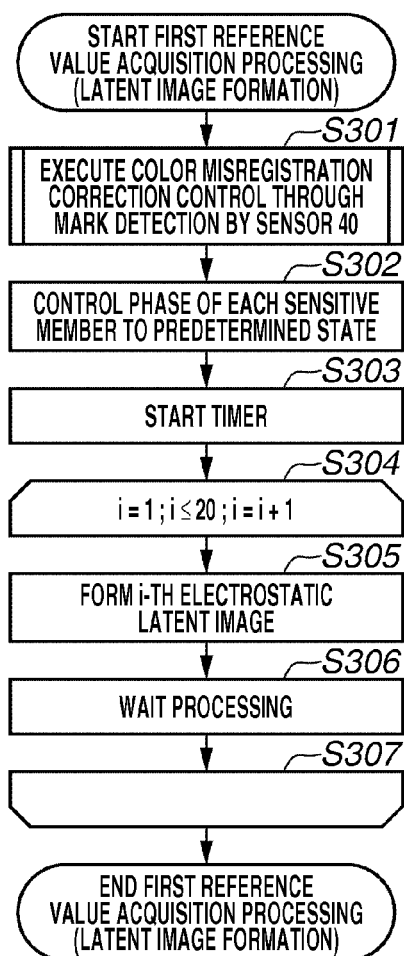 START FIRST REFERENCE
VALUE ACQUISITION PROCESSING
(LATENT IMAGE FORMATION)
S301
EXECUTE COLOR MISREGISTRATION
CORRECTION CONTROL THROUGH
MARK DETECTION BY SENSOR 40
S302
CONTROL PHASE OF EACH SENSITIVE
MEMBER TO PREDETERMINED STATE
S303
START TIMER
S304
i = 1 ; i ≤ 20 ; i = i + 1
S305
FORM i-TH ELECTROSTATIC
LATENT IMAGE
S306
WAIT PROCESSING
S307
END FIRST REFERENCE
VALUE ACQUISITION PROCESSING
(LATENT IMAGE FORMATION)